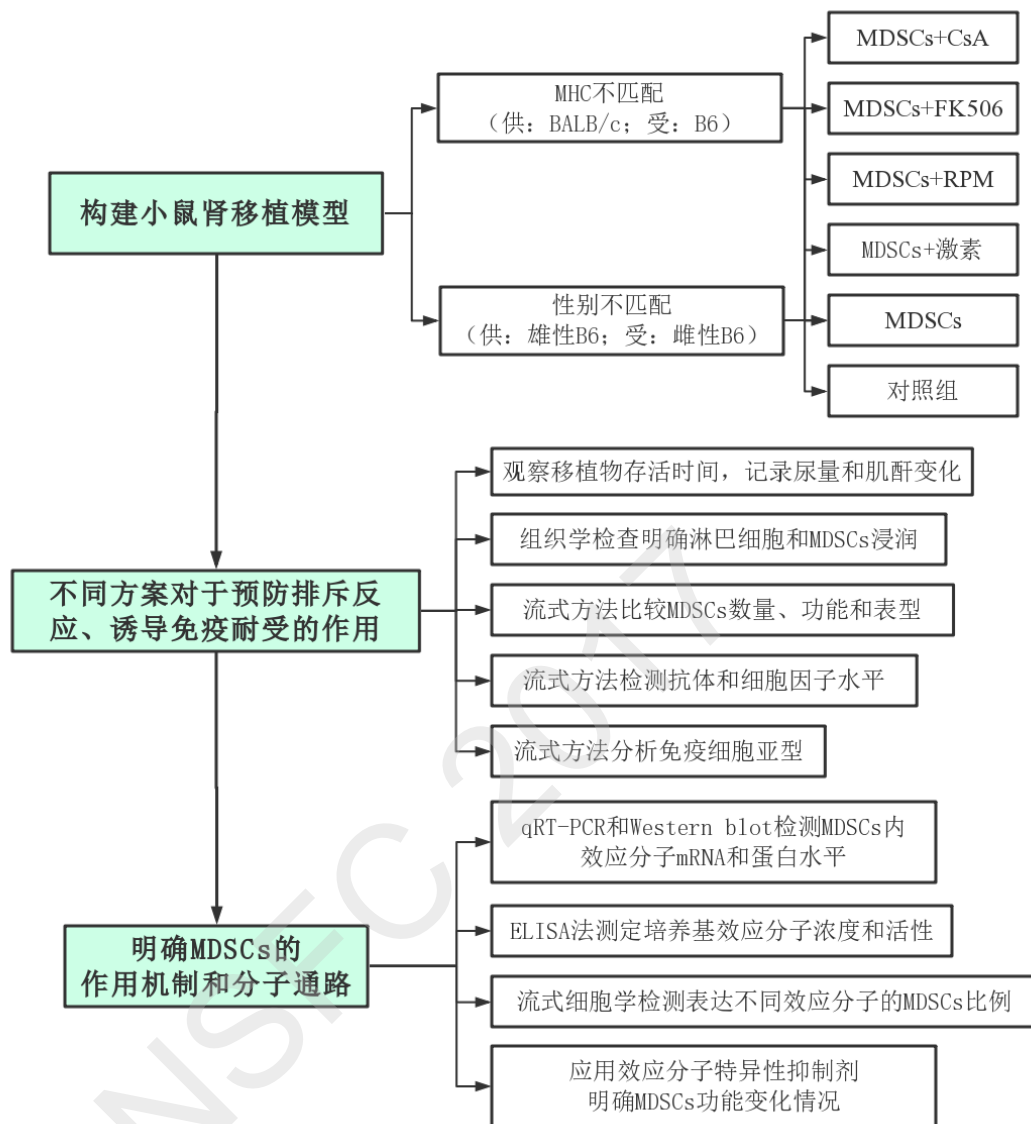 构建小鼠肾移植模型
MHC不匹配
（供：BALB/c；受：B6）
性别不匹配
（供：雄性B6；受：雌性B6）
MDSCs+CsA
MDSCs+FK506
MDSCs+RPM
MDSCs+激素
MDSCs
对照组
不同方案对于预防排斥反
应、诱导免疫耐受的作用
观察移植物存活时间，记录尿量和肌酐变化
组织学检查明确淋巴细胞和MDSCs浸润
流式方法比较MDSCs数量、功能和表型
流式方法检测抗体和细胞因子水平
流式方法分析免疫细胞亚型
明确MDSCs的
作用机制和分子通路
qRT-PCR和Western blot检测MDSCs内
效应分子mRNA和蛋白水平
ELISA法测定培养基效应分子浓度和活性
流式细胞学检测表达不同效应分子的MDSCs比例
应用效应分子特异性抑制剂
明确MDSCs功能变化情况
NSFC 2017